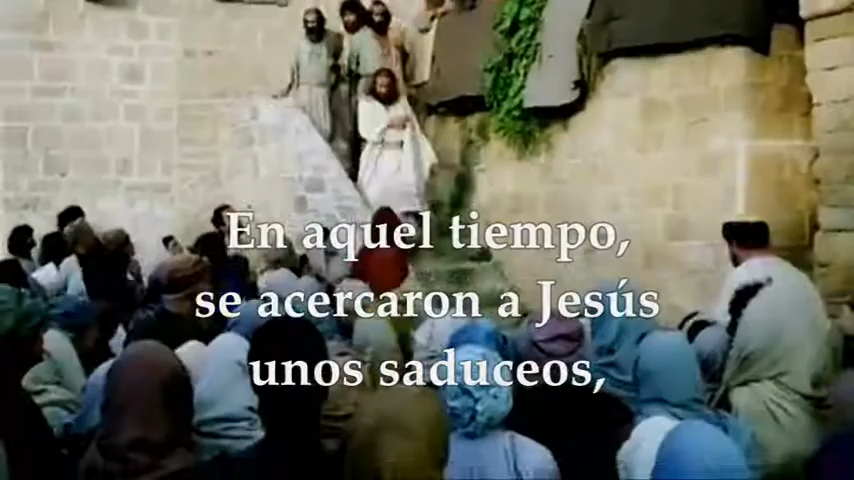 En aquel tiempo,
se acercaron a Jesús
unos saduceos,